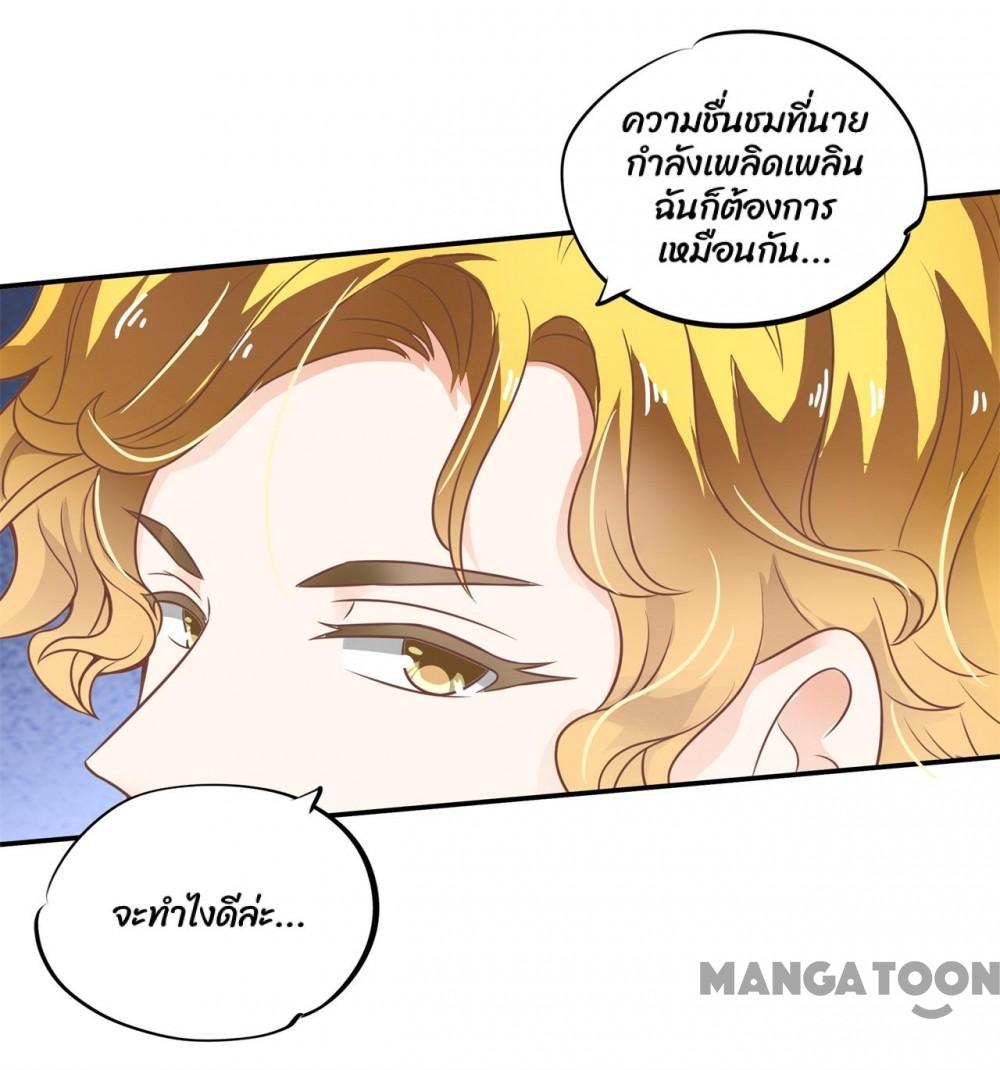 ความชื่นชมที่นาย
กำลังเพลิดเพลิน
ฉันก็ต้องการ
เหมือนกัน...
จะทำไงดีล่ะ...
MANGATOON